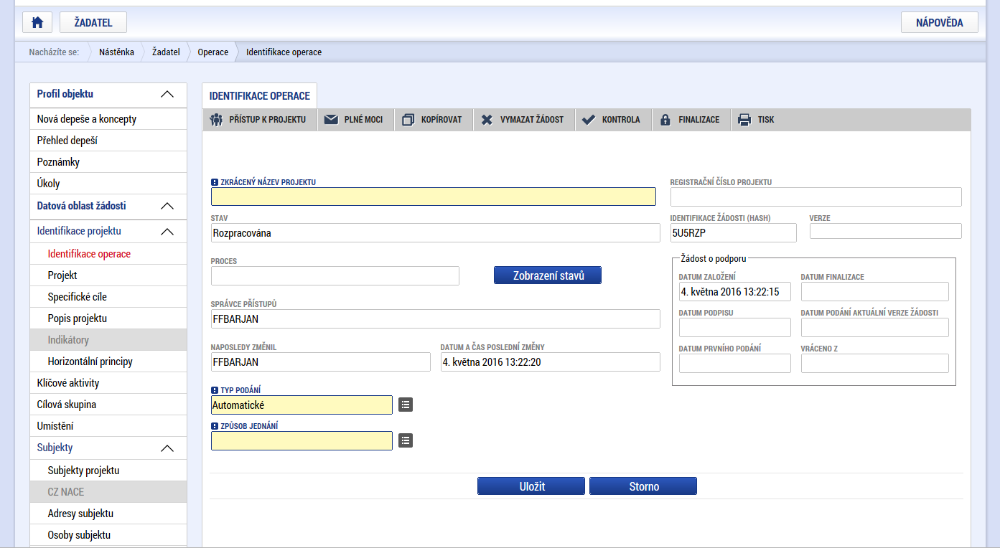 ŽADATEL
NÁPOVĚDA
Nacházíte se: Nástěnka Žadatel Operace Identifikace operace
Profil objektu
Nová depeše a koncepty
Přehled depeší
Poznámky
Úkoly
Datová oblast žádosti
Identifikace projektu
Identifikace operace
Projekt
Specifické cíle
Popis projektu
Indikátory
Horizontální principy
Klíčové aktivity
Cílová skupina
Umístění
Subjekty
Subjekty projektu
CZ NACE
Adresy subjektu
Osoby subjektu
IDENTIFIKACE OPERACE
PŘÍSTUP K PROJEKTU PLNÉ MOCI KOPÍROVAT VYMAZAT ŽÁDOST KONTROLA FINALIZACE TISK
ZKRÁCENÝ NÁZEV PROJEKTU
REGISTRAČNÍ ČÍSLO PROJEKTU
STAV
Rozpracována
IDENTIFIKACE ŽÁDOSTI (HASH) VERZE
5U5RZP
PROCES
Zobrazení stavů
SPRÁVCE PŘÍSTUPŮ
FFBARJAN
NAPOSLEDY ZMĚNIL DATUM A ČAS POSLEDNÍ ZMĚNY
FFBARJAN 4. května 2016 13:22:20
TYP PODÁNÍ
Automatické
ZPŮSOB JEDNÁNÍ
Žádost o podporu
DATUM ZALOŽENÍ DATUM FINALIZACE
4. května 2016 13:22:15
DATUM PODPISU DATUM PODÁNÍ AKTUÁLNÍ VERZE ŽÁDOSTI
DATUM PRVNÍHO PODÁNÍ VRÁCENO Z
Uložit Storno